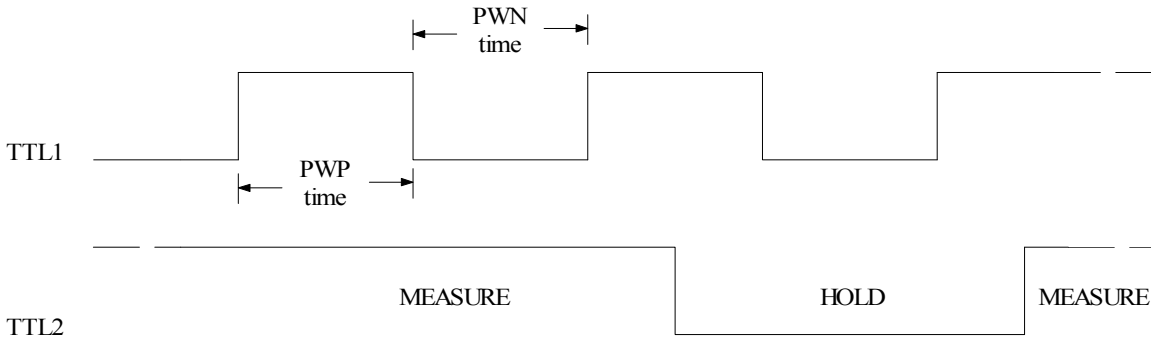 PWN
time
TTL1
PWP
time
MEASURE
HOLD
MEASURE
TTL2